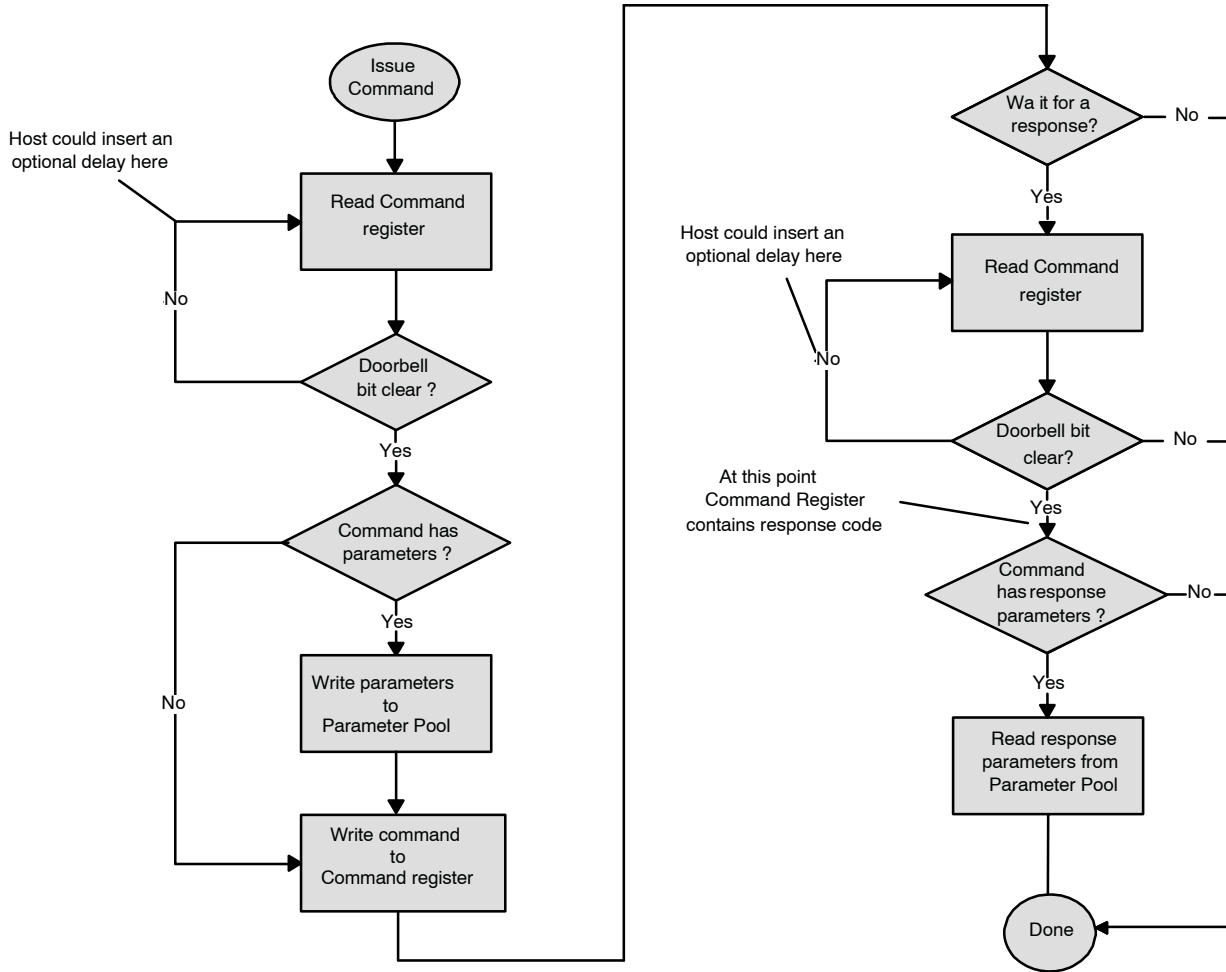 Issue
Command
Host could insert an
optional delay here
Read Command
register
No
Doorbell
bit clear ?
Yes
Command has
parameters ?
Yes
No
Write parameters
to
Parameter Pool
Write command
to
Command register
Wa it for a
response?
No
Yes
Host could insert an
optional delay here
Read Command
register
No
Doorbell bit
clear?
No
At this point
Command Register
contains response code
Yes
Command
has response
parameters ?
No
Yes
Read response
parameters from
Parameter Pool
Done